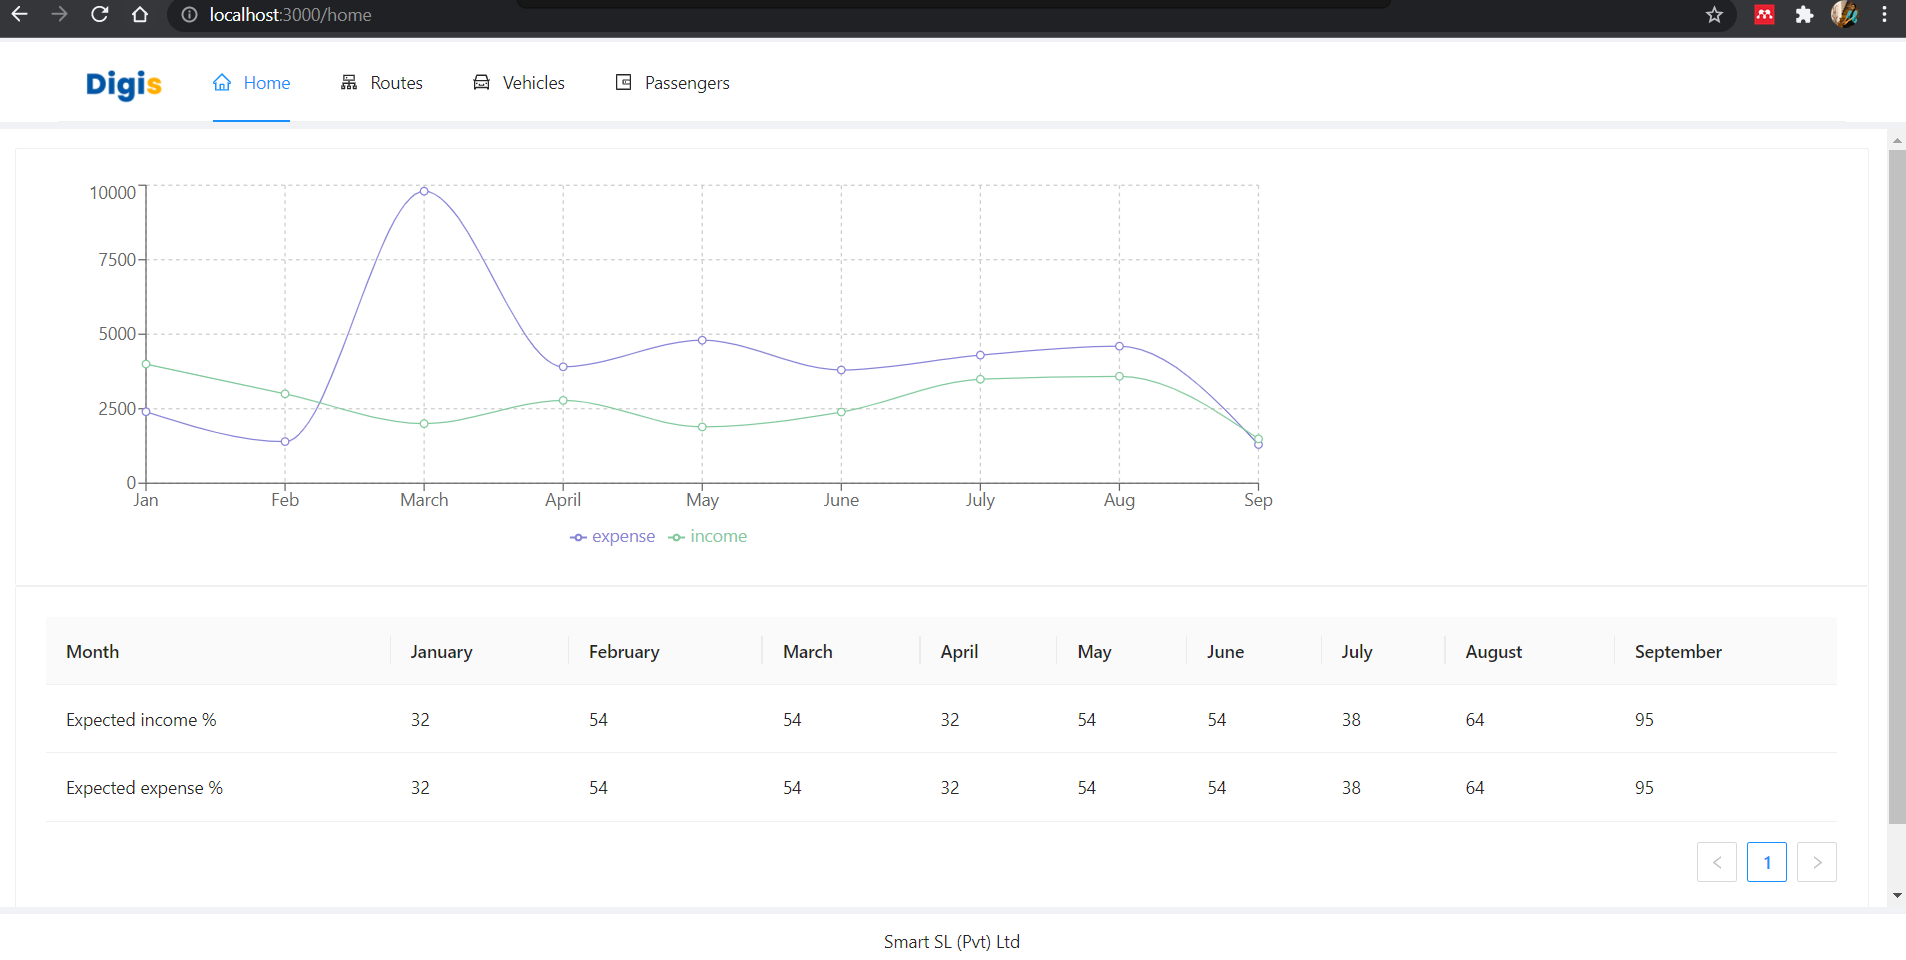 localhost:3000/home
Digis Home Routes Vehicles Passengers
10000
7500
5000
2500
0
Jan Feb March April May June July Aug Sep
expense income
Month January February March April May June July August September
Expected income % 32 54 54 32 54 54 38 64 95
Expected expense % 32 54 54 32 54 54 38 64 95
< 1 >
Smart SL (Pvt) Ltd